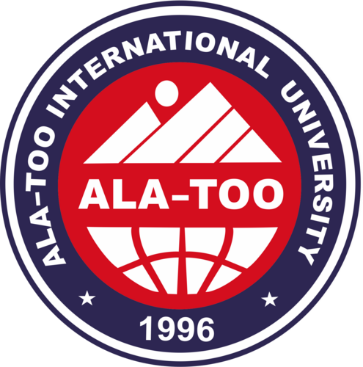 ALA-TOO INTERNATIONAL UNIVERSITY
ALA-TOO
1996